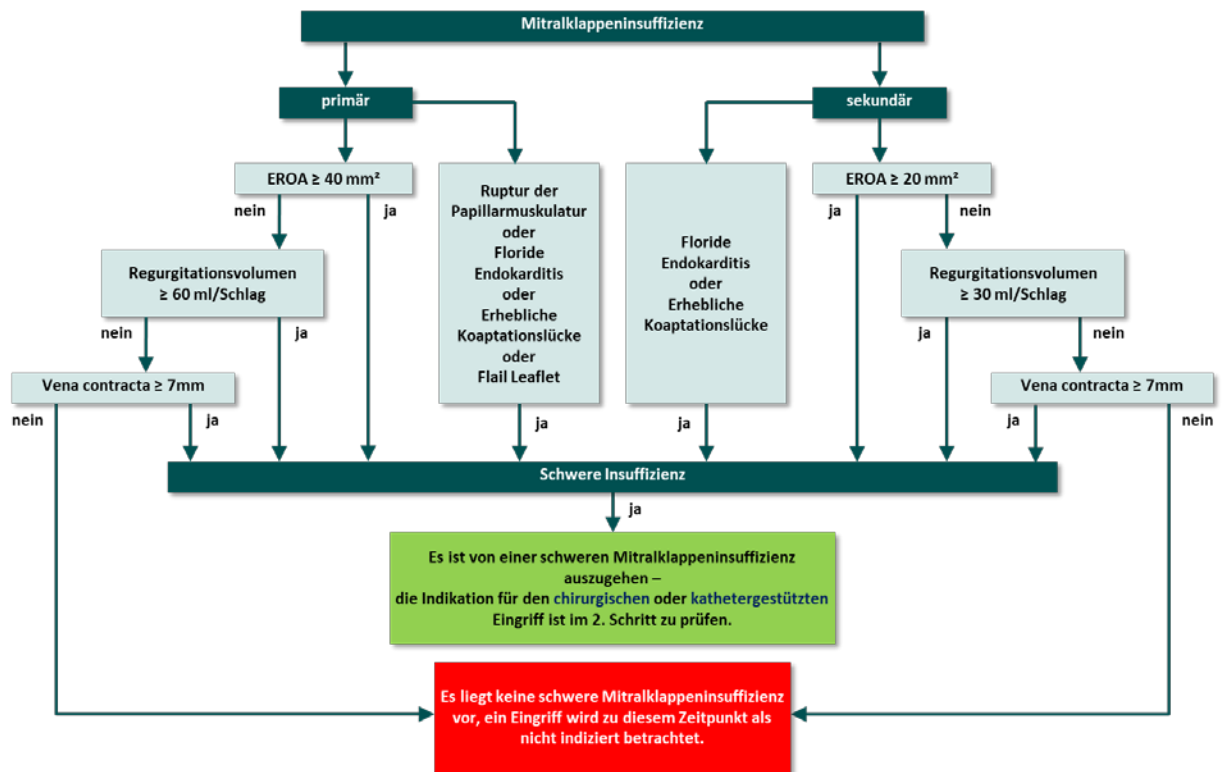 Mitralklappeninsuffizienz
primär
sekundär
EROA ≥ 40 mm²
nein
ja
Regurgitationsvolumen
≥ 60 ml/Schlag
nein
ja
Vena contracta ≥ 7mm
nein
ja
Ruptur der
Papillarmuskulatur
oder
Floride
Endokarditis
oder
Erhebliche
Koaptationslücke
oder
Flail Leaflet
ja
Floride
Endokarditis
oder
Erhebliche
Koaptationslücke
ja
EROA ≥ 20 mm²
ja
nein
Regurgitationsvolumen
≥ 30 ml/Schlag
ja
nein
Vena contracta ≥ 7mm
ja
nein
Schwere Insuffizienz
ja
Es ist von einer schweren Mitralklappeninsuffizienz
auszugehen –
die Indikation für den chirurgischen oder kathetergestützten
Eingriff ist im 2. Schritt zu prüfen.
Es liegt keine schwere Mitralklappeninsuffizienz
vor, ein Eingriff wird zu diesem Zeitpunkt als
nicht indiziert betrachtet.